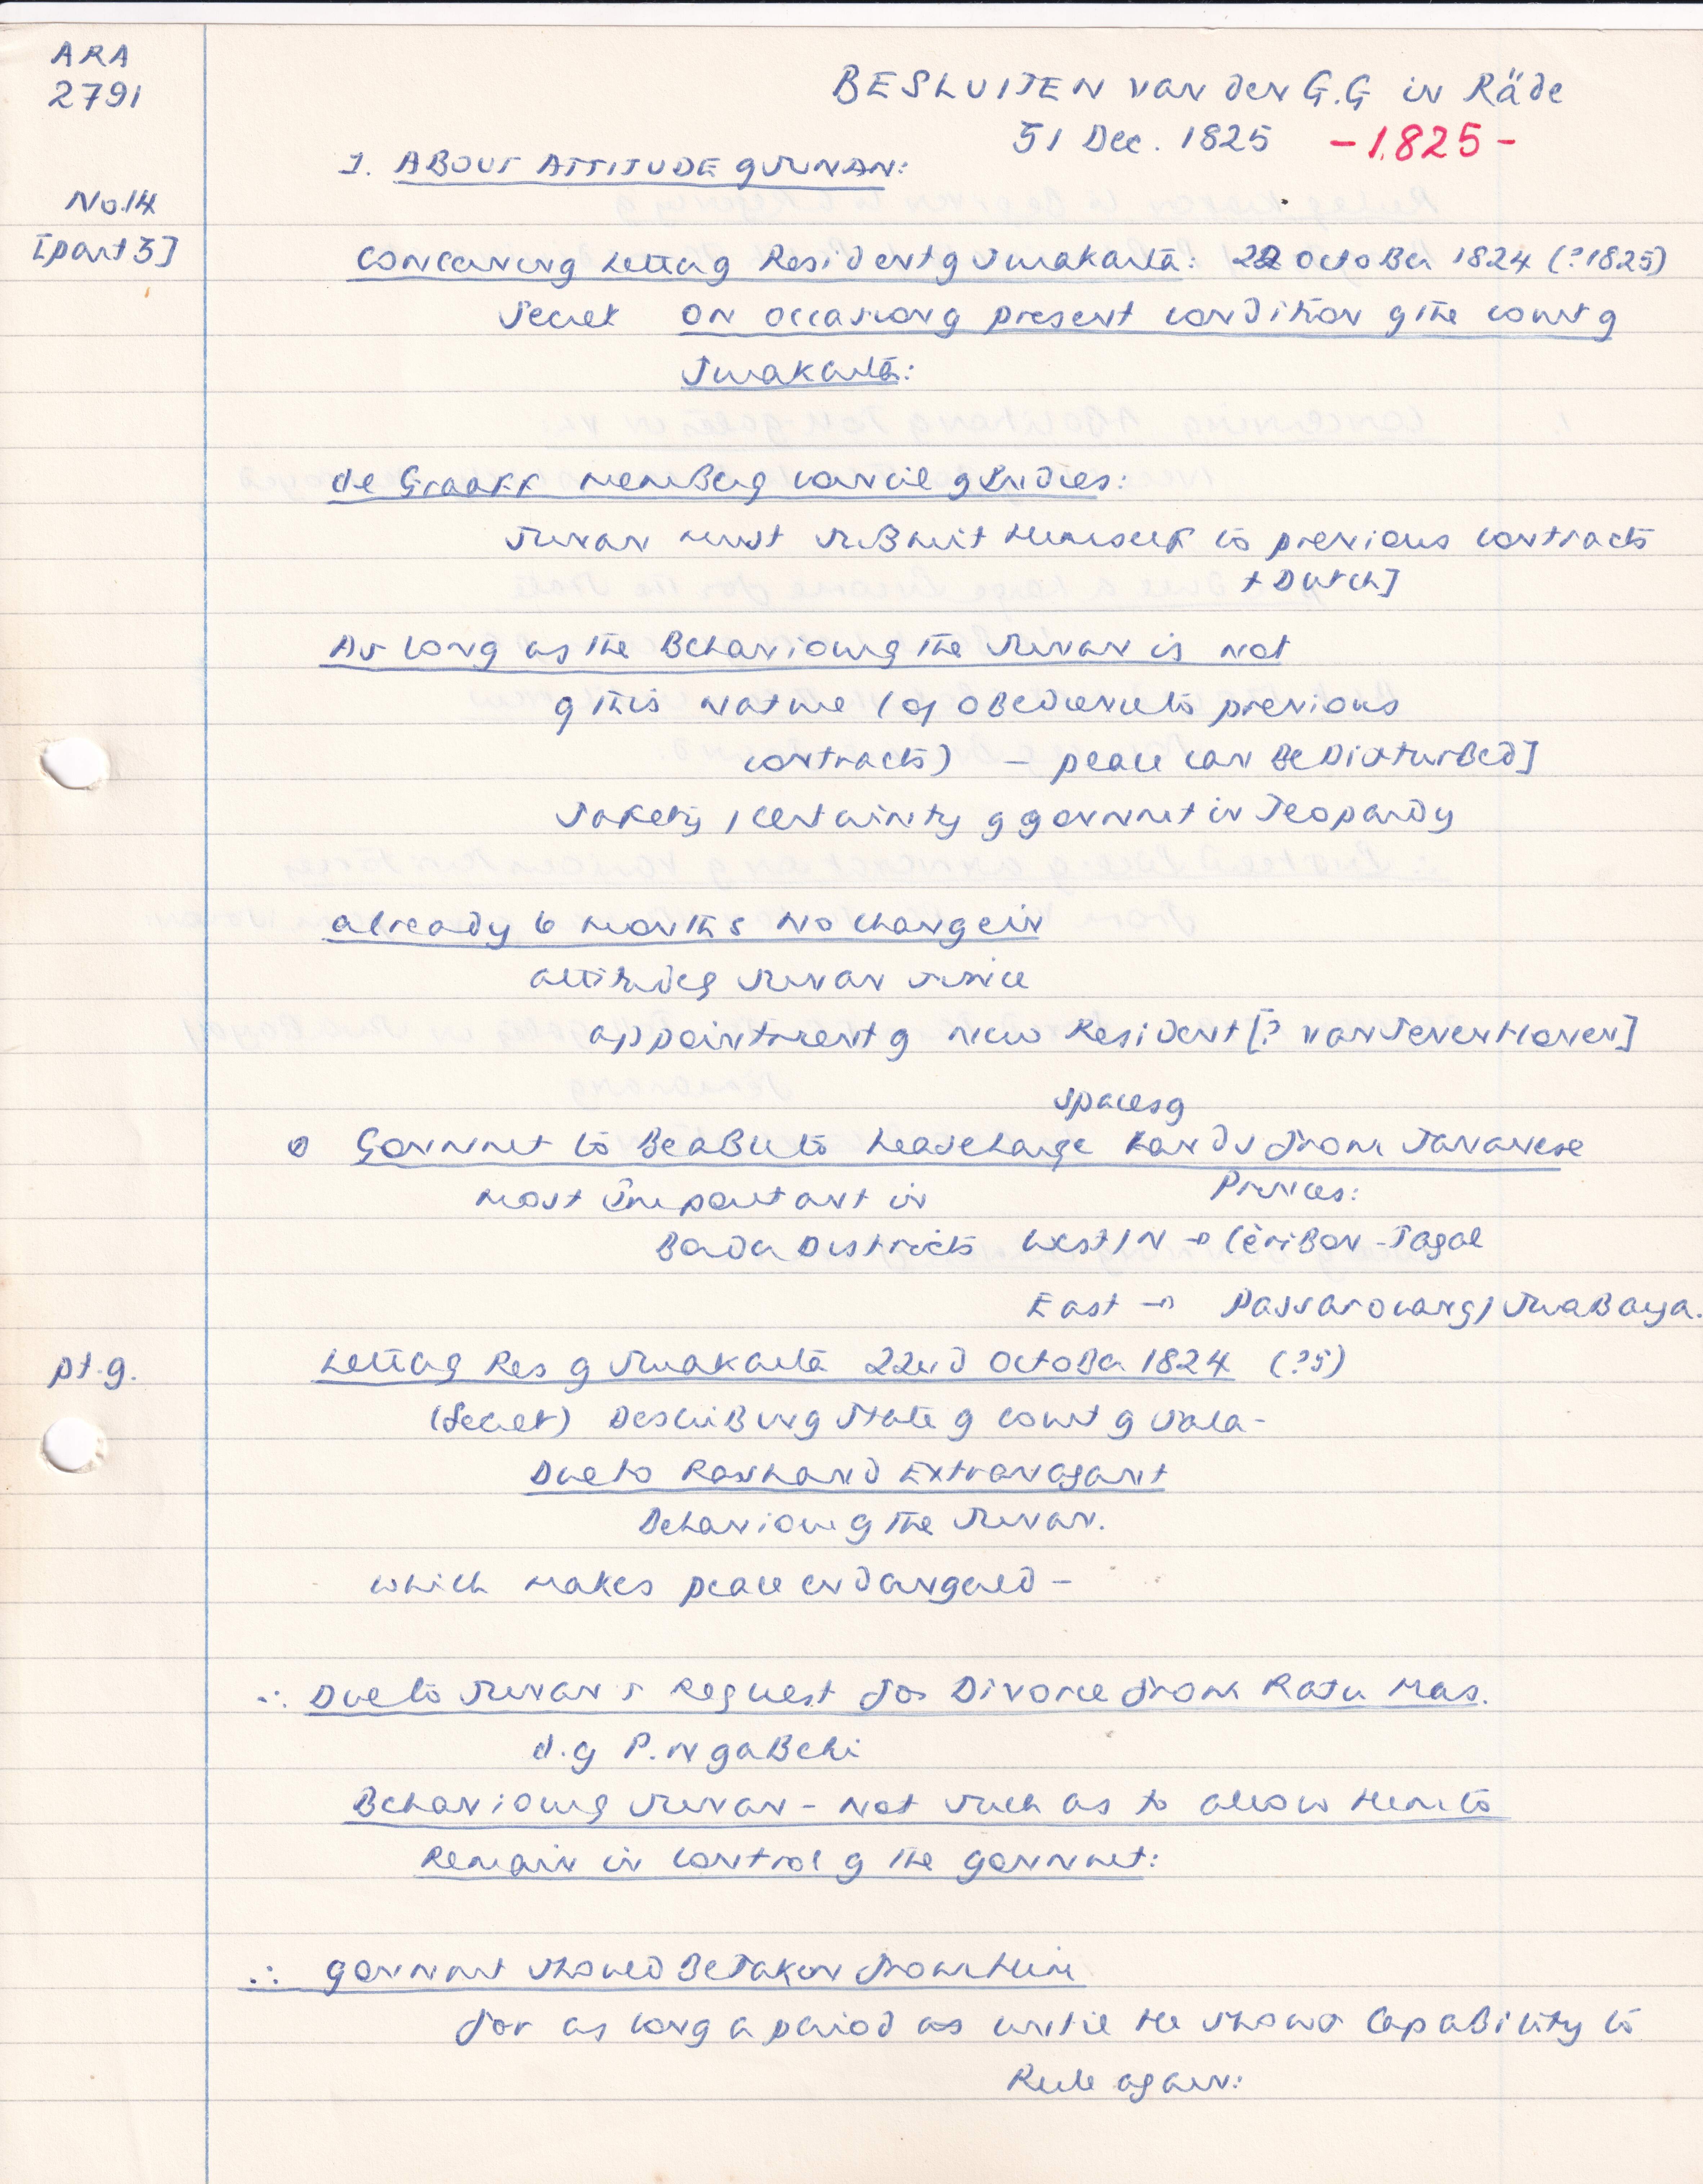 ARA
2791
BESLUITEN van den G.G in Räde
31 Dec. 1825 -1825-
1. ABOUT ATTITUDE of SUNAN:
No.14
[part 3]
Concerning Letter of Resident of Surakarta: 22 October 1824 (?1825)
Secret On occasion of present condition of the court of
Surakarta:
de Graaff member of Council of Indies:
Sunan must submit Himself to previous contracts
+ Dutch]
As long as the Behaviour of the Sunan is not
of this nature (of obedience to previous
contracts) - peace can be Disturbed]
safety / certainty of govnmt in Jeopardy
already 6 months no change in
attitude of Sunan since
appointment of new Resident [? van Sevenhoven]
spaces of
Govnmt to Be able to lease large Lands from Javanese
Princes:
most important in
Border Districts West/N → Ceribon - Tagal
East → Passarouang / Surabaya.
pt.9.
Letter of Res of Surakarta 22nd October 1824 (?5)
(Secret) Describing state of court of Sala -
Due to Rash and Extravagant
Behaviour of the Sunan.
which makes peace endangered -
∴ Due to Sunan's Request for Divorce from Ratu Mas.
d.of P. Ngabehi
Behaviour of Sunan - not such as to allow Him to
Remain in control of the govnmt:
∴ govnmt should Be Taken from Him
for as long a period as until He shows Capability to
Rule again: